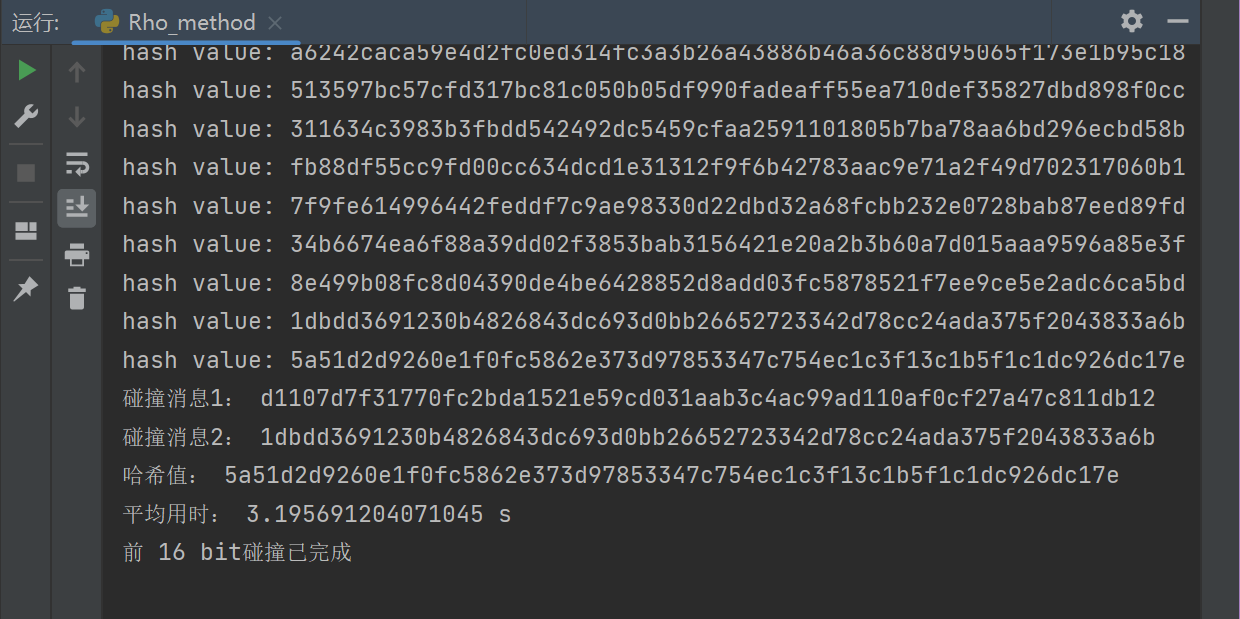 运行:
Rho_method
hash value: a6242caca59e4d2fc0ed314fc3a3b26a43886b46a36c88d95065f173e1b95c18
hash value: 513597bc57cfd317bc81c050b05df990fadeaff55ea710def35827dbd898f0cc
hash value: 311634c3983b3fbdd542492dc5459cfaa2591101805b7ba78aa6bd296ecbd58b
hash value: fb88df55cc9fd00cc634dcd1e31312f9f6b42783aac9e71a2f49d702317060b1
hash value: 7f9fe614996442feddf7c9ae98330d22dbd32a68fcbb232e0728bab87eed89fd
hash value: 34b6674ea6f88a39dd02f3853bab3156421e20a2b3b60a7d015aaa9596a85e3f
hash value: 8e499b08fc8d04390de4be6428852d8add03fc5878521f7ee9ce5e2adc6ca5bd
hash value: 1dbdd3691230b4826843dc693d0bb26652723342d78cc24ada375f2043833a6b
hash value: 5a51d2d9260e1f0fc5862e373d97853347c754ec1c3f13c1b5f1c1dc926dc17e
碰撞消息1： d1107d7f31770fc2bda1521e59cd031aab3c4ac99ad110af0cf27a47c811db12
碰撞消息2： 1dbdd3691230b4826843dc693d0bb26652723342d78cc24ada375f2043833a6b
哈希值： 5a51d2d9260e1f0fc5862e373d97853347c754ec1c3f13c1b5f1c1dc926dc17e
平均用时： 3.195691204071045 s
前 16 bit碰撞已完成